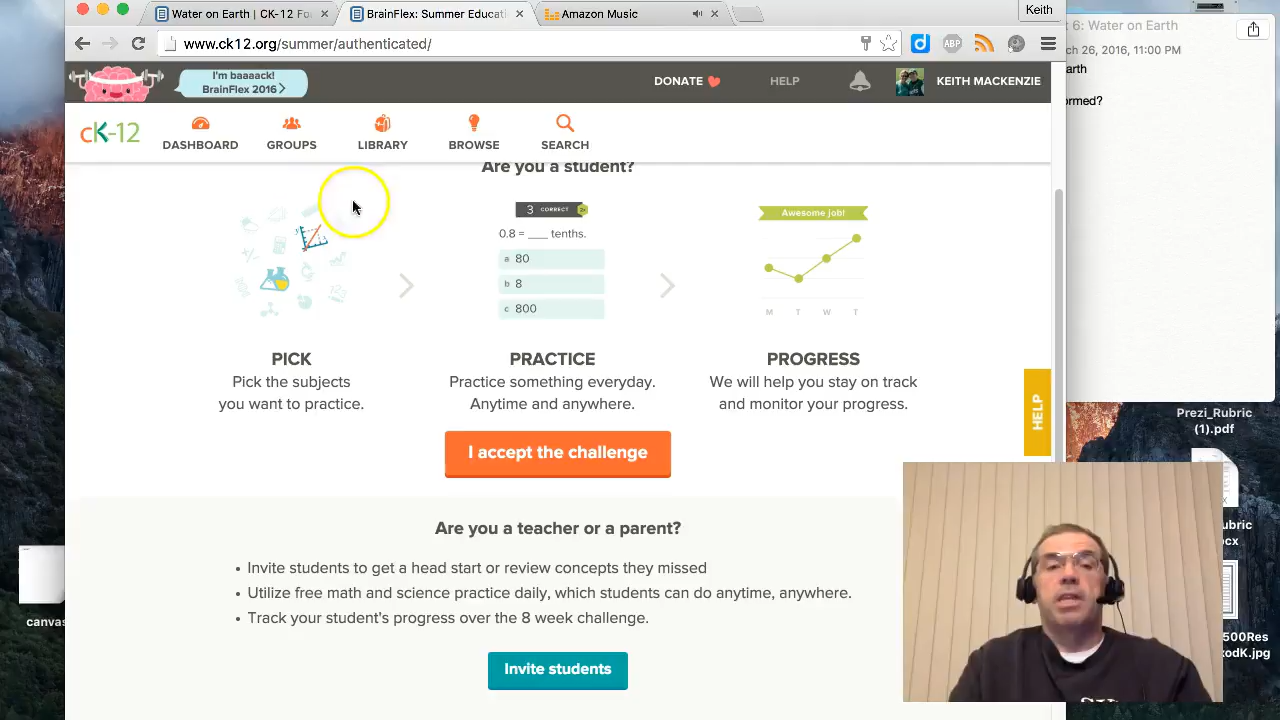 Water on Earth | CK-12 Fo
BrainFlex: Summer Educati
Amazon Music
Keith
6: Water on Earth
www.ck12.org/summer/authenticated/
ABP
ch 26, 2016, 11:00 PM
arth
ormed?
I'm baaaack!
BrainFlex 2016
DONATE
HELP
KEITH MACKENZIE
cK-12
DASHBOARD
GROUPS
LIBRARY
BROWSE
SEARCH
Are you a student?
3 CORRECT
0.8 = ___ tenths.
a 80
b 8
c 800
Awesome job!
M T W T
PICK
Pick the subjects
you want to practice.
PRACTICE
Practice something everyday.
Anytime and anywhere.
PROGRESS
We will help you stay on track
and monitor your progress.
HELP
Prezi_Rubric
(1).pdf
I accept the challenge
Are you a teacher or a parent?
• Invite students to get a head start or review concepts they missed
• Utilize free math and science practice daily, which students can do anytime, anywhere.
• Track your student's progress over the 8 week challenge.
Invite students
canvas
ubric
cx
500Res
odK.jpg